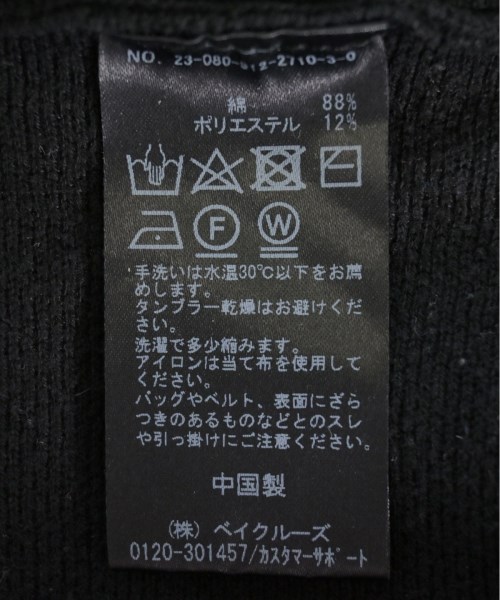 NO. 23-080-512-2710-3-0
綿 88%
ポリエステル 12%
F W
手洗いは水温30℃以下をお薦
めします。
タンブラー乾燥はお避けくだ
さい。
洗濯で多少縮みます。
アイロンは当て布を使用して
ください。
バッグやベルト、表面にざら
つきのあるものなどとのスレ
や引っ掛けにご注意ください。
中国製
(株) ベイクルーズ
0120-301457/カスタマーサポート